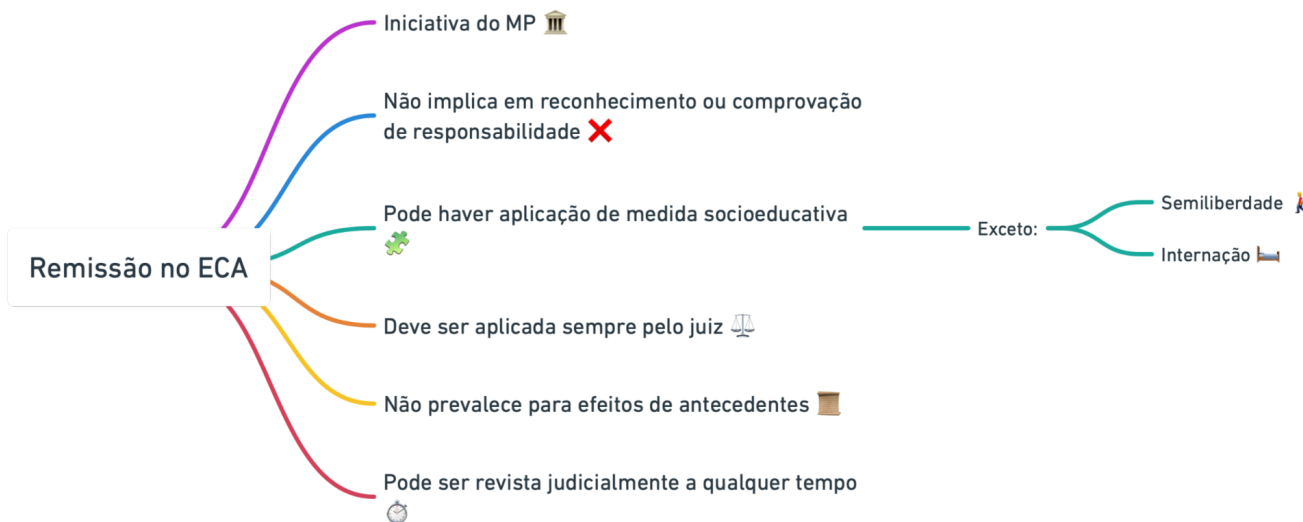 Remissão no ECA
Iniciativa do MP 🏛️
Não implica em reconhecimento ou comprovação
de responsabilidade ❌
Pode haver aplicação de medida socioeducativa
🧩
Exceto:
Semiliberdade
Internação 🛏️
Deve ser aplicada sempre pelo juiz ⚖️
Não prevalece para efeitos de antecedentes 📜
Pode ser revista judicialmente a qualquer tempo
⏱️